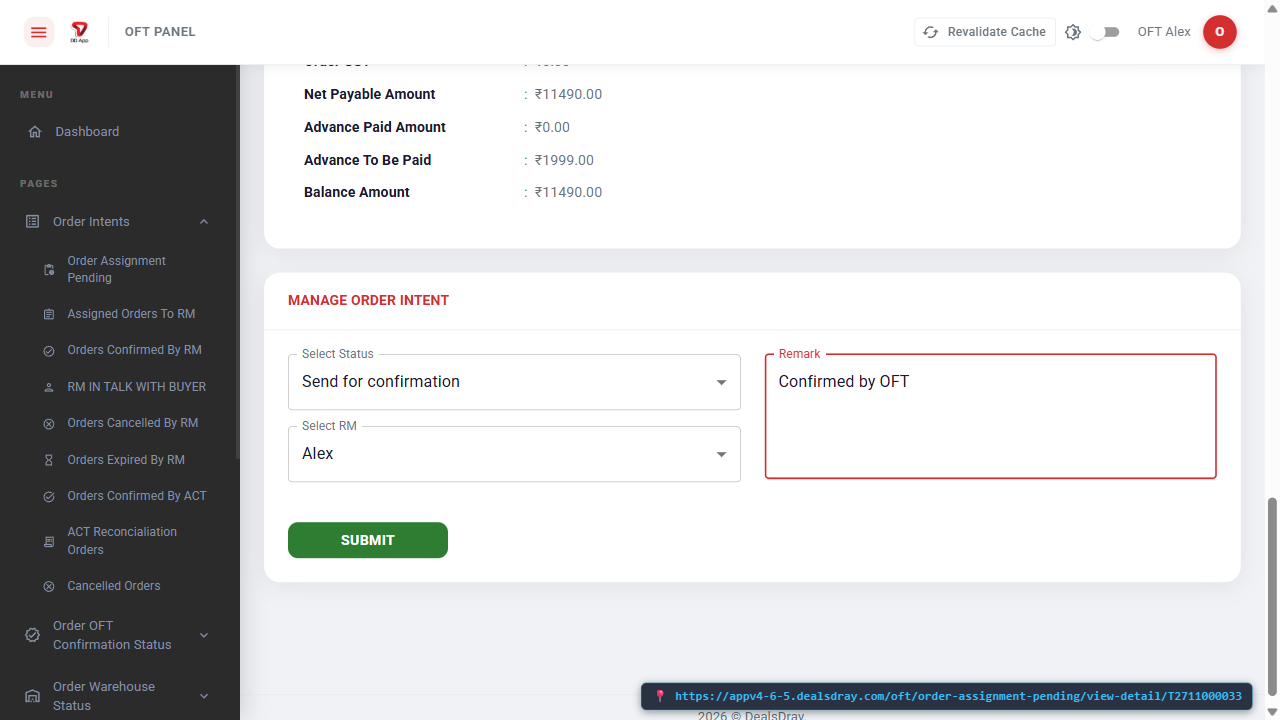 DD App
OFT PANEL
Revalidate Cache
OFT Alex
O
MENU
Dashboard
PAGES
Order Intents
Order Assignment
Pending
Assigned Orders To RM
Orders Confirmed By RM
RM IN TALK WITH BUYER
Orders Cancelled By RM
Orders Expired By RM
Orders Confirmed By ACT
ACT Reconcialiation
Orders
Cancelled Orders
Order OFT
Confirmation Status
Order Warehouse
Status
Net Payable Amount : ₹11490.00
Advance Paid Amount : ₹0.00
Advance To Be Paid : ₹1999.00
Balance Amount : ₹11490.00
MANAGE ORDER INTENT
Select Status
Send for confirmation
Select RM
Alex
Remark
Confirmed by OFT
SUBMIT
https://appv4-6-5.dealsdray.com/oft/order-assignment-pending/view-detail/T2711000033
2026 © DealsDray